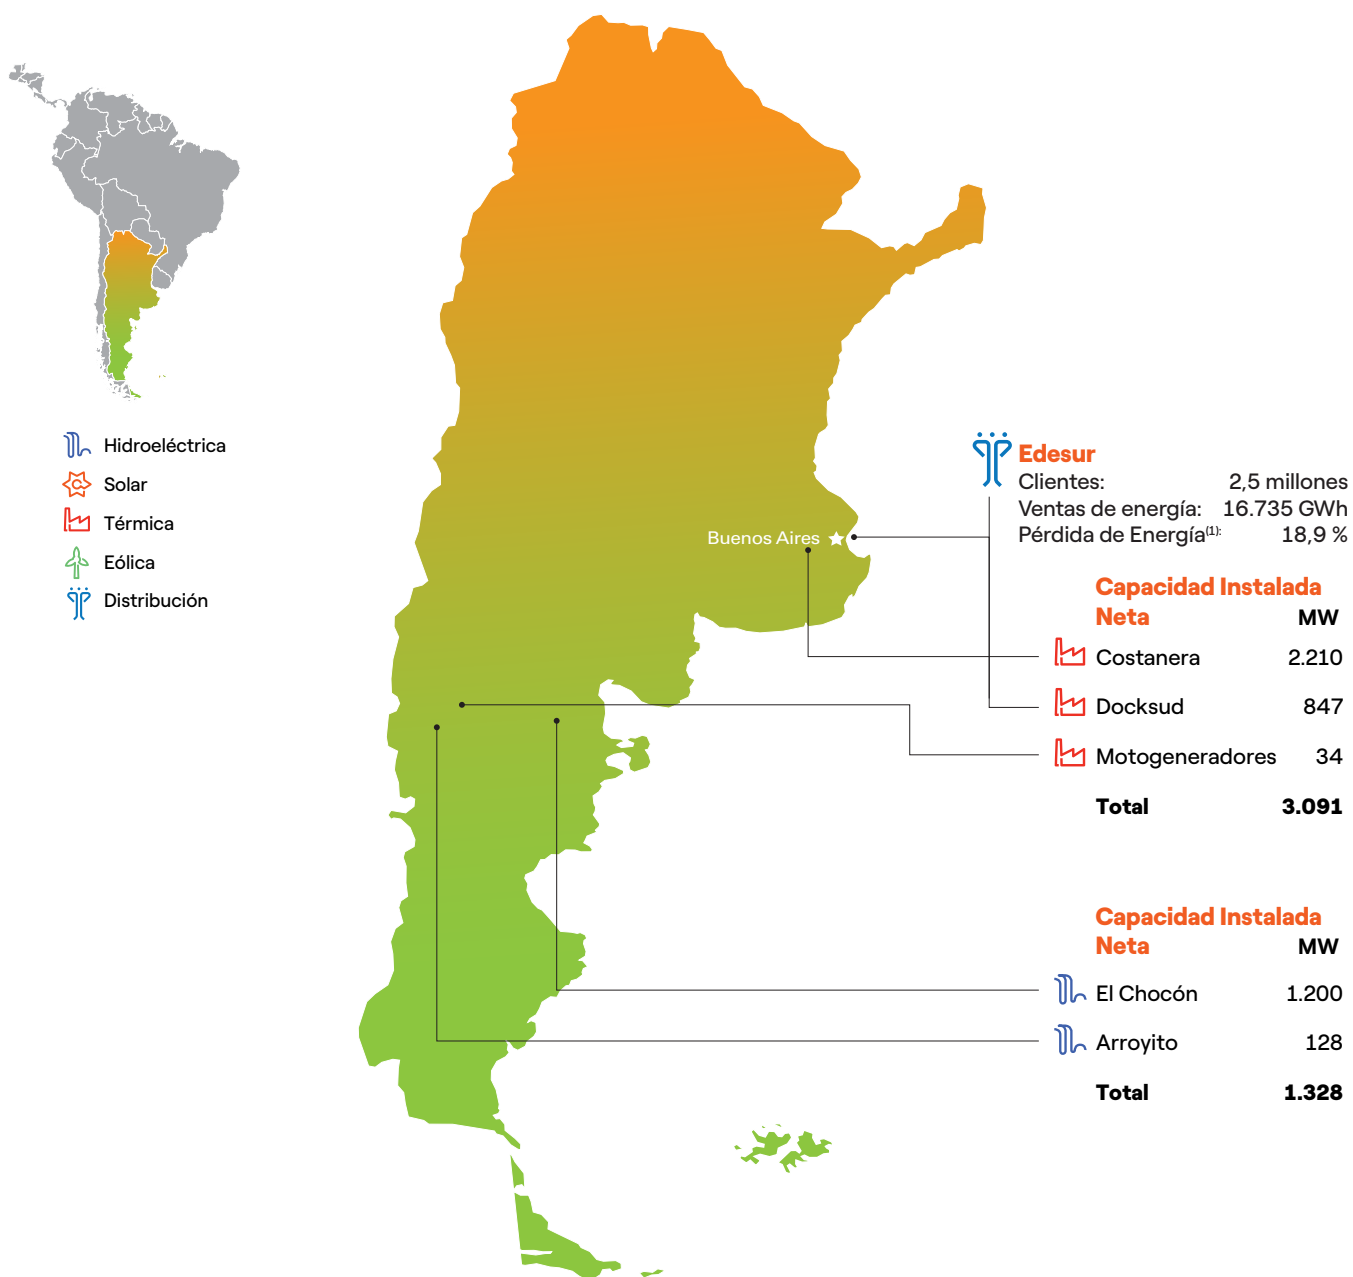 Hidroeléctrica
Solar
Térmica
Eólica
Distribución
Buenos Aires
Edesur
Clientes: 2,5 millones
Ventas de energía: 16.735 GWh
Pérdida de Energía(1): 18,9 %
Capacidad Instalada
Neta MW
Costanera 2.210
Docksud 847
Motogeneradores 34
Total 3.091
Capacidad Instalada
Neta MW
El Chocón 1.200
Arroyito 128
Total 1.328